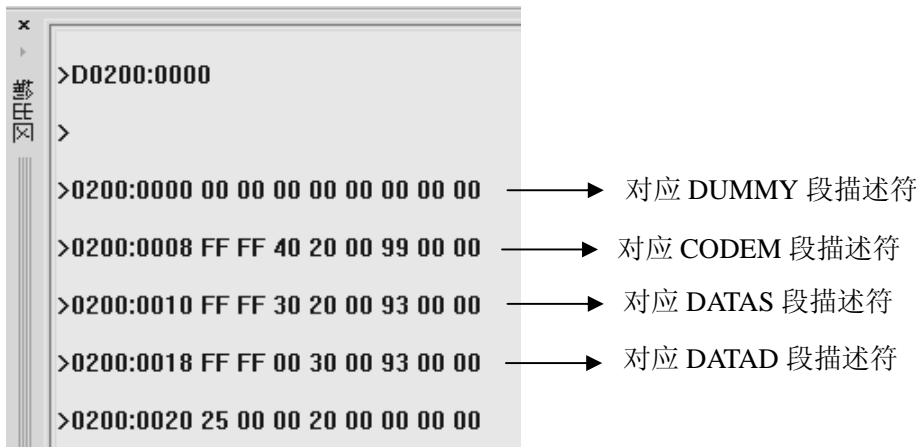 ×
输出区
>D0200:0000
>
>0200:0000 00 00 00 00 00 00 00 00
对应 DUMMY 段描述符
>0200:0008 FF FF 40 20 00 99 00 00
对应 CODEM 段描述符
>0200:0010 FF FF 30 20 00 93 00 00
对应 DATAS 段描述符
>0200:0018 FF FF 00 30 00 93 00 00
对应 DATAD 段描述符
>0200:0020 25 00 00 20 00 00 00 00